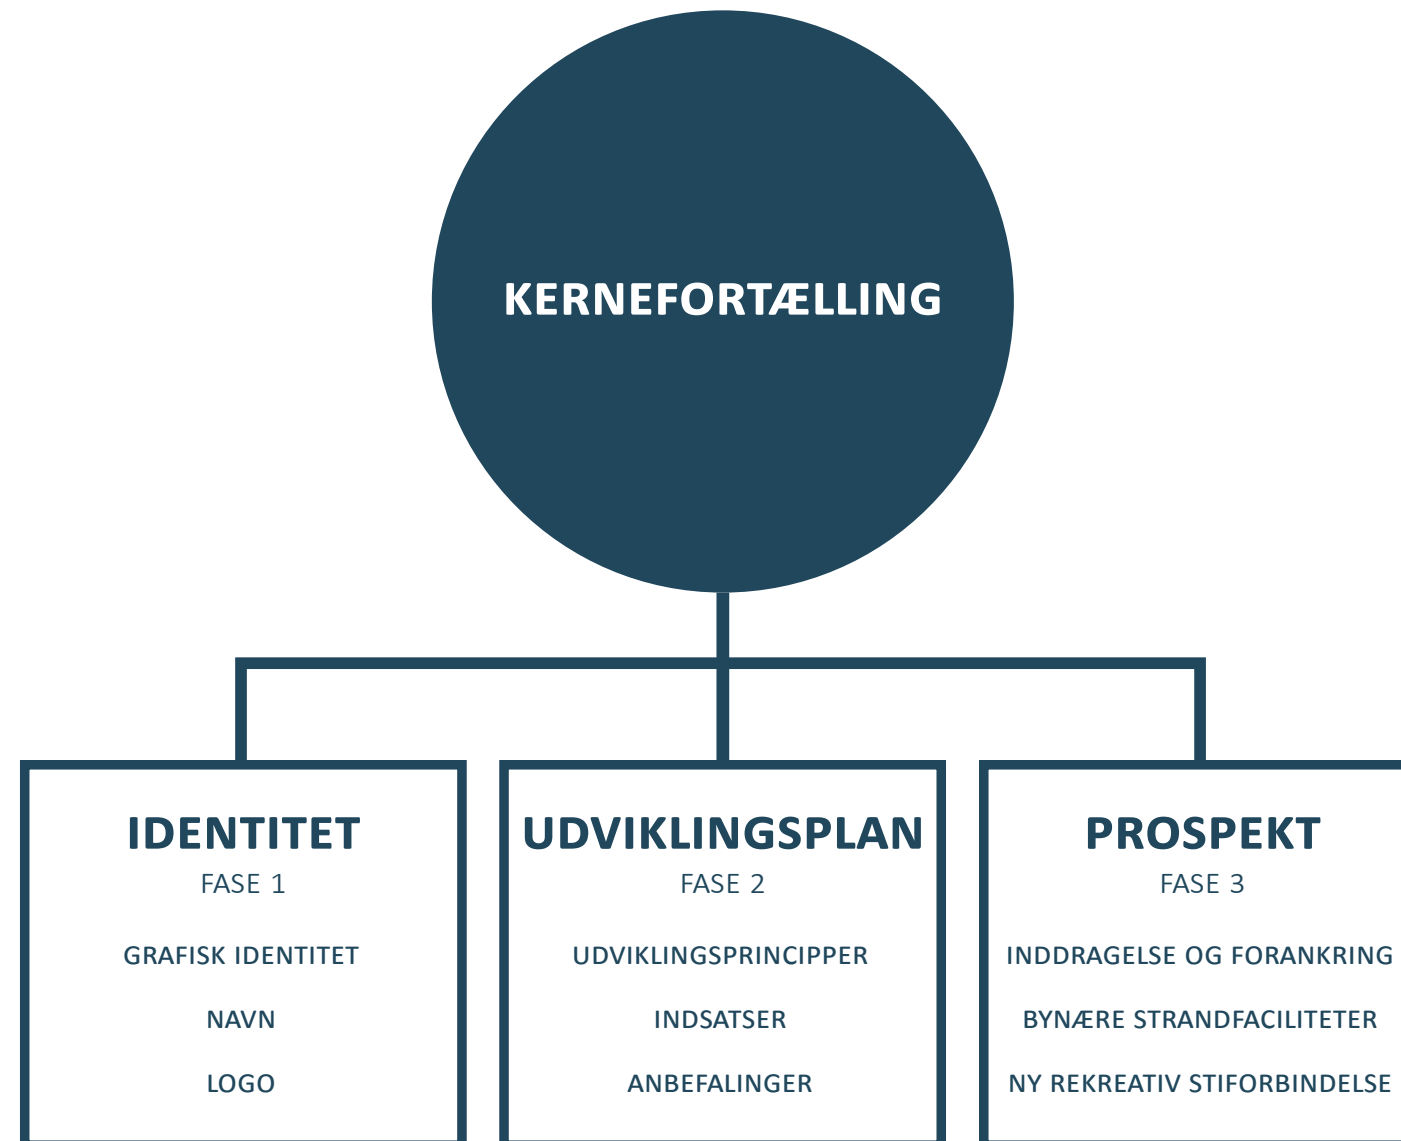 KERNEFORTÆLLING
IDENTITET
FASE 1
GRAFISK IDENTITET
NAVN
LOGO
UDVIKLINGSPLAN
FASE 2
UDVIKLINGSPRINCIPPER
INDSATSER
ANBEFALINGER
PROSPEKT
FASE 3
INDDRAGELSE OG FORANKRING
BYNÆRE STRANDFACILITETER
NY REKREATIV STIFORBINDELSE